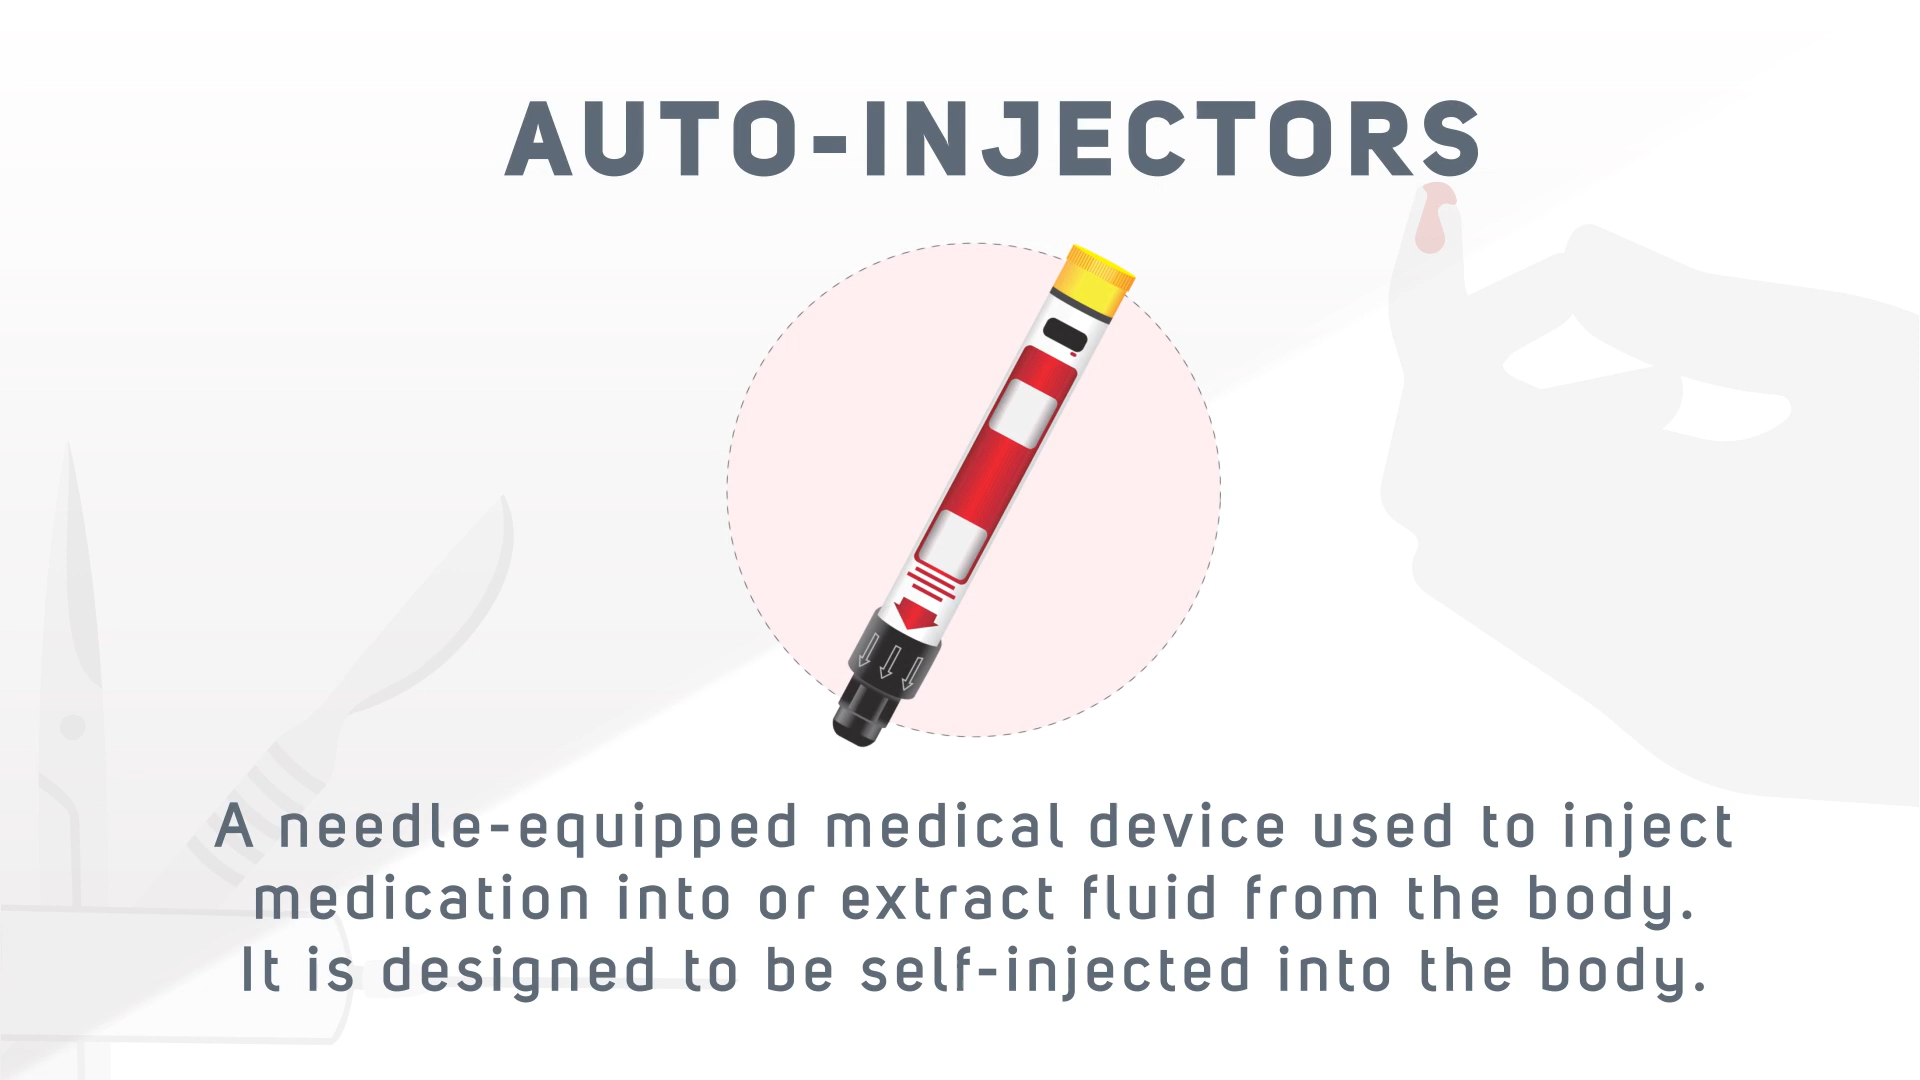 AUTO-INJECTORS
A needle-equipped medical device used to inject
medication into or extract fluid from the body.
It is designed to be self-injected into the body.